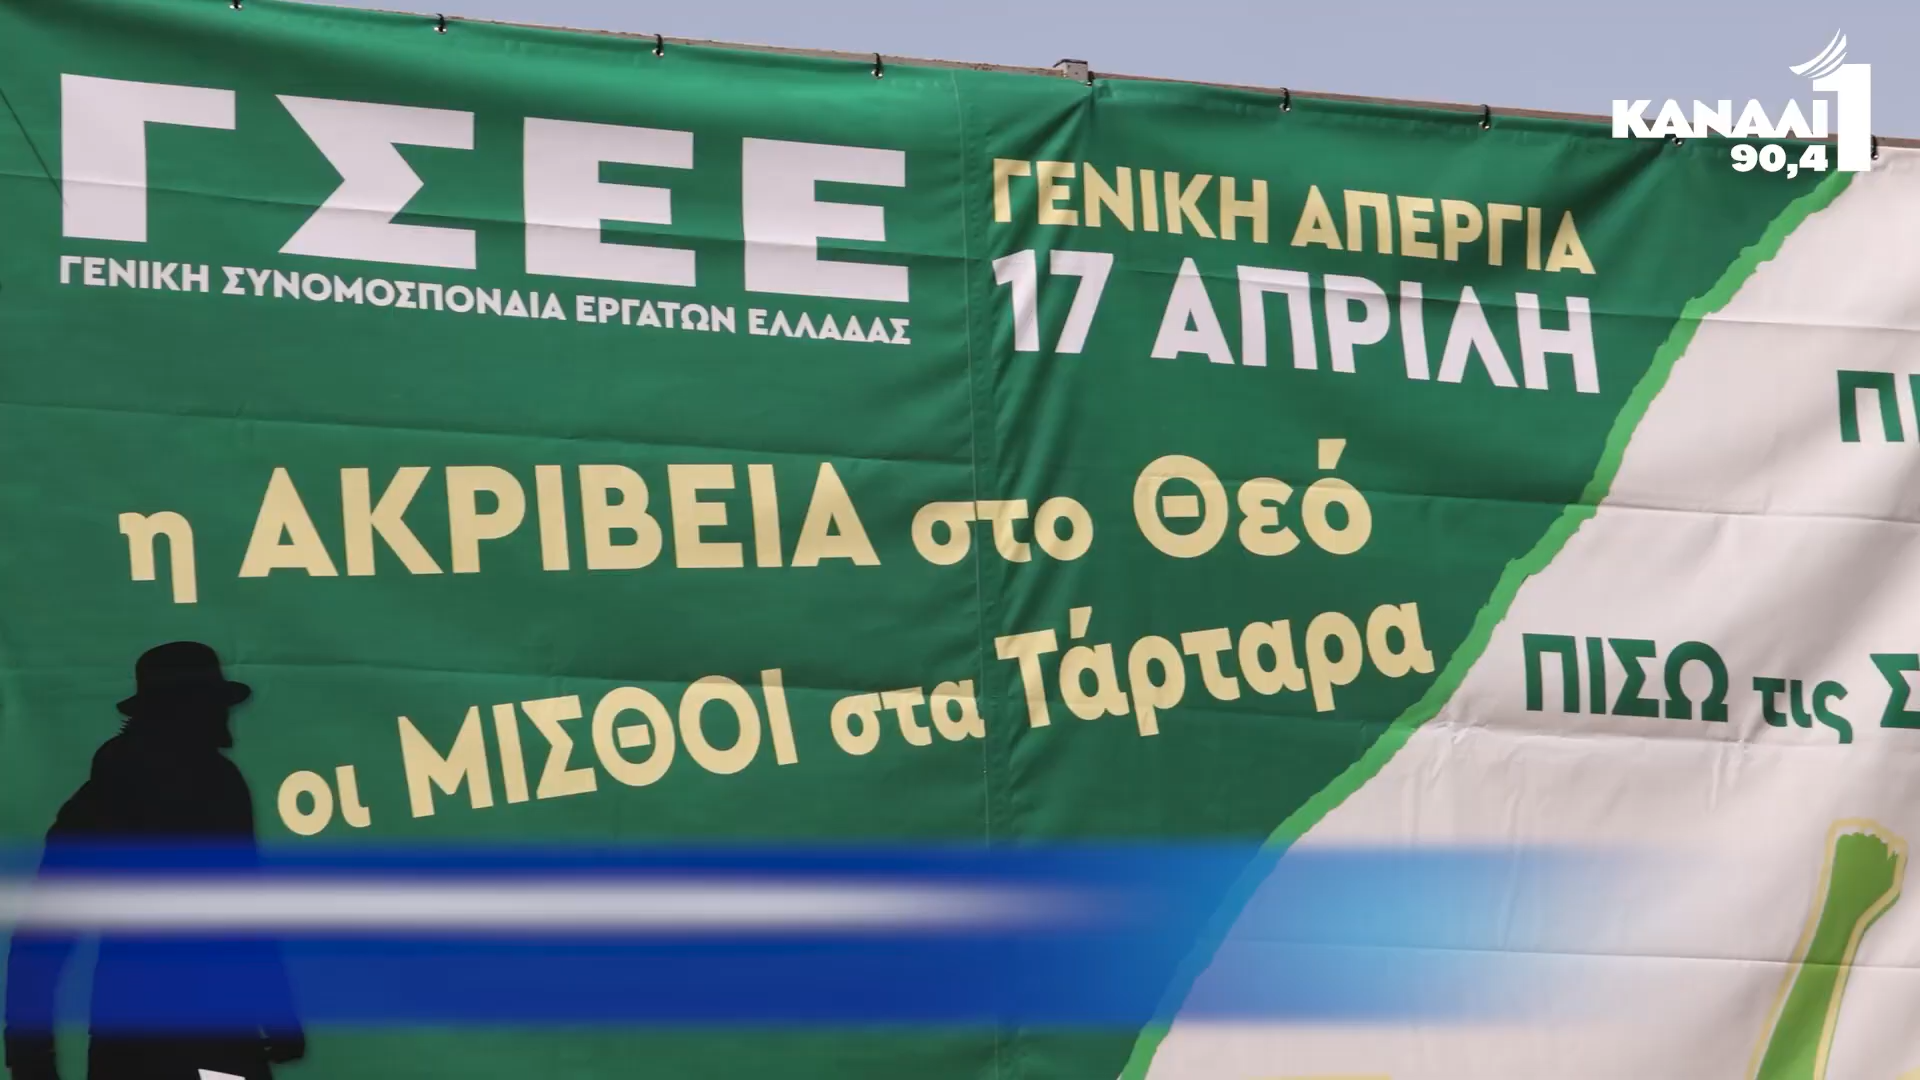 ΓΣΕΕ
ΓΕΝΙΚΗ ΣΥΝΟΜΟΣΠΟΝΔΙΑ ΕΡΓΑΤΩΝ ΕΛΛΑΔΑΣ
ΓΕΝΙΚΗ ΑΠΕΡΓΙΑ
17 ΑΠΡΙΛΗ
η ΑΚΡΙΒΕΙΑ στο Θεό
οι ΜΙΣΘΟΙ στα Τάρταρα
ΠΙΣΩ τις
ΚΑΝΑΛΙ 1
90,4